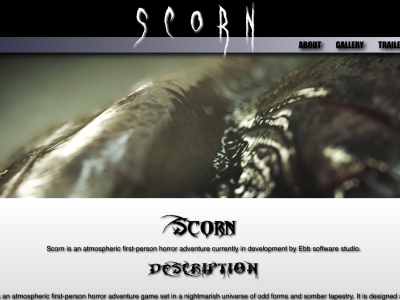 SCORN
ABOUT GALLERY
SCORN
Scorn is an atmospheric first-person horror adventure currently in development by Ebb software studio.
DESCRIPTION
an atmospheric first-person horror adventure game set in a nightmarish universe of odd forms and somber tapestry. It is designed